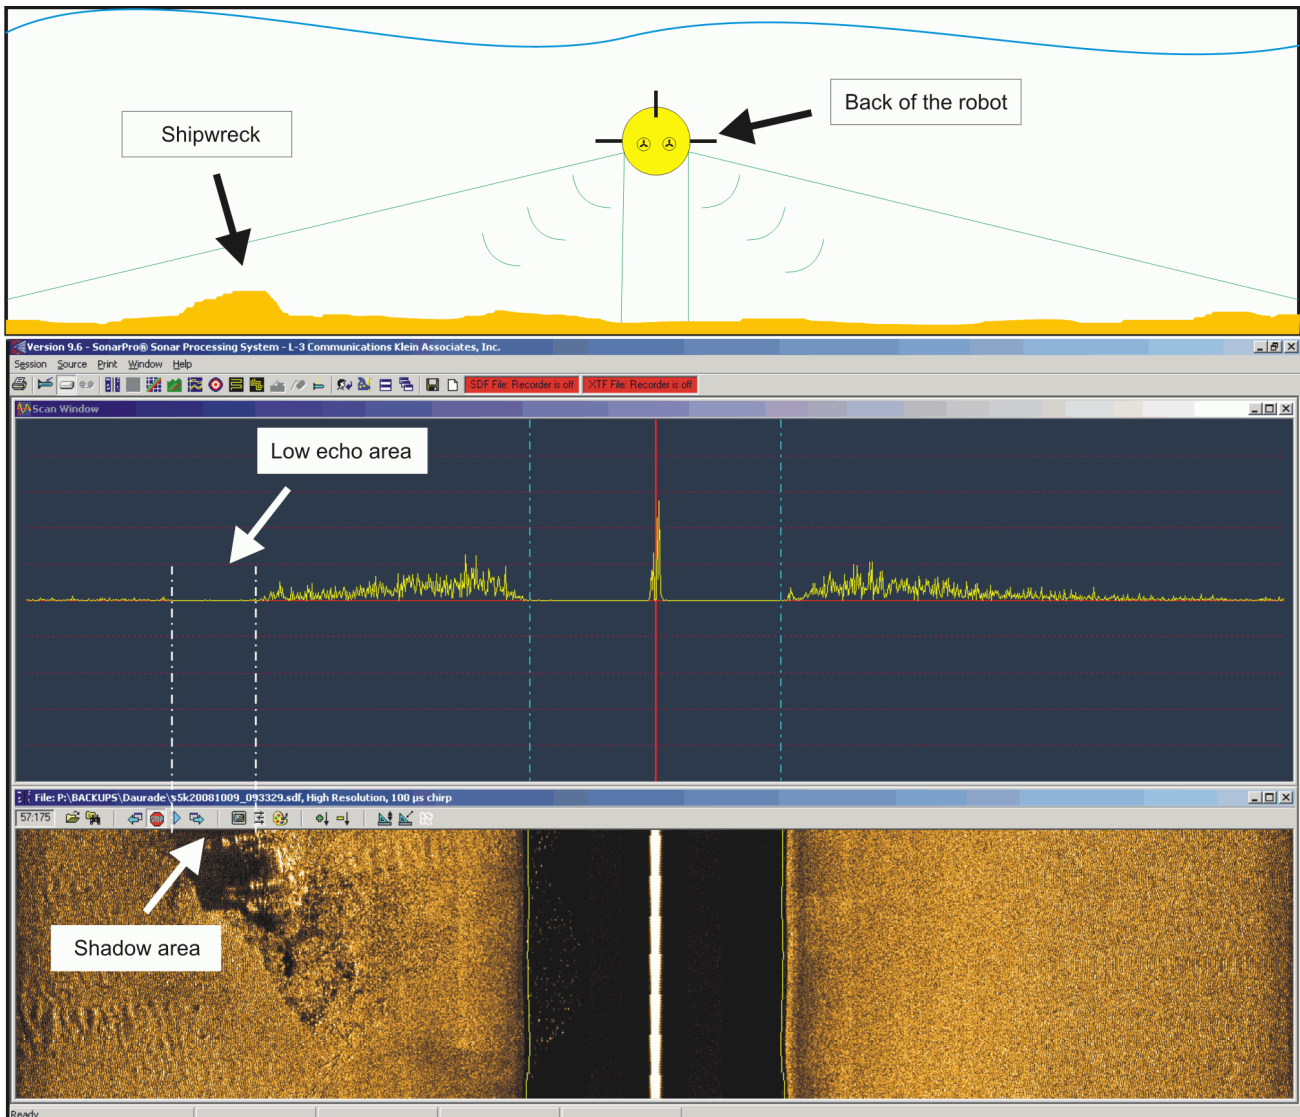 Back of the robot
Shipwreck
Version 9.6 - SonarPro® Sonar Processing System - L-3 Communications Klein Associates, Inc.
Session Source Print Window Help
SDF File: Recorder is off XTF File: Recorder is off
Scan Window
Low echo area
File: P:\BACKUPS\Daurade\s5k20081009_093329.sdf, High Resolution, 100 µs chirp
57:175
Shadow area
Ready